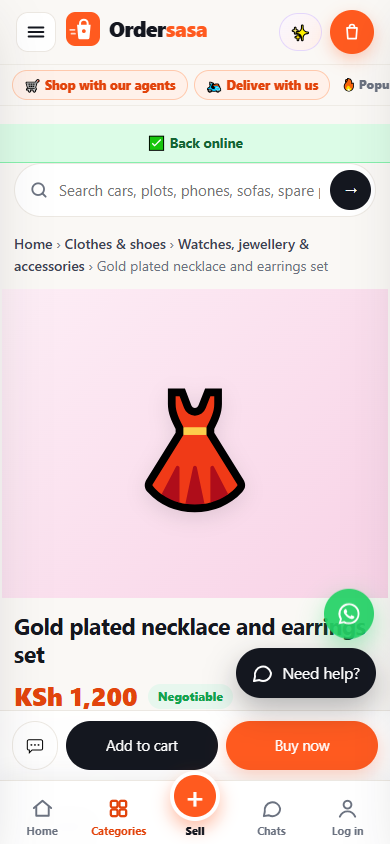 Ordersasa
Shop with our agents
Deliver with us
Popu
Back online
Search cars, plots, phones, sofas, spare
Home › Clothes & shoes › Watches, jewellery &
accessories › Gold plated necklace and earrings set
Gold plated necklace and earrings
set
Need help?
KSh 1,200
Negotiable
Add to cart
Buy now
Home
Categories
Sell
Chats
Log in